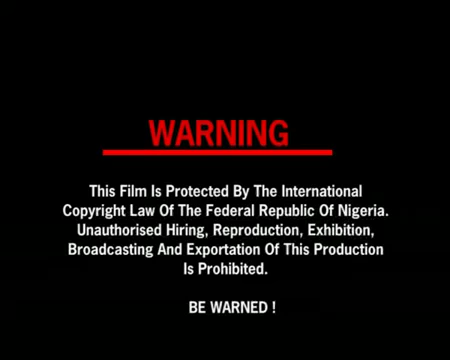 WARNING
This Film Is Protected By The International
Copyright Law Of The Federal Republic Of Nigeria.
Unauthorised Hiring, Reproduction, Exhibition,
Broadcasting And Exportation Of This Production
Is Prohibited.
BE WARNED !